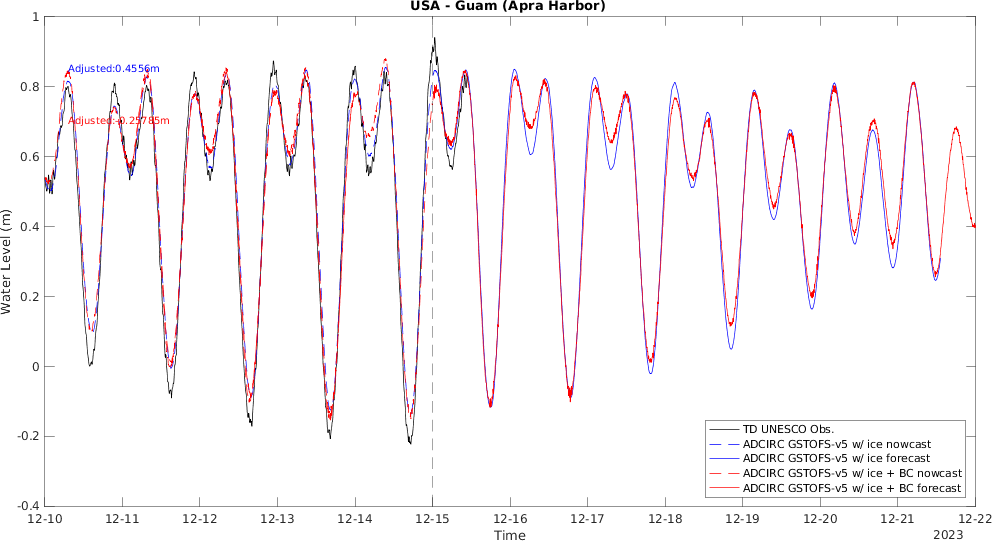 USA - Guam (Apra Harbor)
Adjusted:0.4556m
Adjusted:-0.25785m
Water Level (m)
1
0.8
0.6
0.4
0.2
0
-0.2
-0.4
TD UNESCO Obs.
ADCIRC GSTOFS-v5 w/ ice nowcast
ADCIRC GSTOFS-v5 w/ ice forecast
ADCIRC GSTOFS-v5 w/ ice + BC nowcast
ADCIRC GSTOFS-v5 w/ ice + BC forecast
12-10 12-11 12-12 12-13 12-14 12-15 12-16 12-17 12-18 12-19 12-20 12-21 12-22
Time
2023